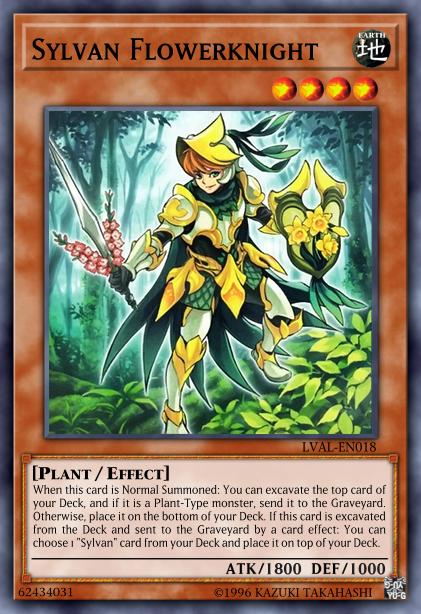 Sylvan Flowerknight
EARTH
地
LVAL-EN018
[Plant / Effect]
When this card is Normal Summoned: You can excavate the top card of
your Deck, and if it is a Plant-Type monster, send it to the Graveyard.
Otherwise, place it on the bottom of your Deck. If this card is excavated
from the Deck and sent to the Graveyard by a card effect: You can
choose 1 "Sylvan" card from your Deck and place it on top of your Deck.
ATK/1800 DEF/1000
62434031
©1996 KAZUKI TAKAHASHI